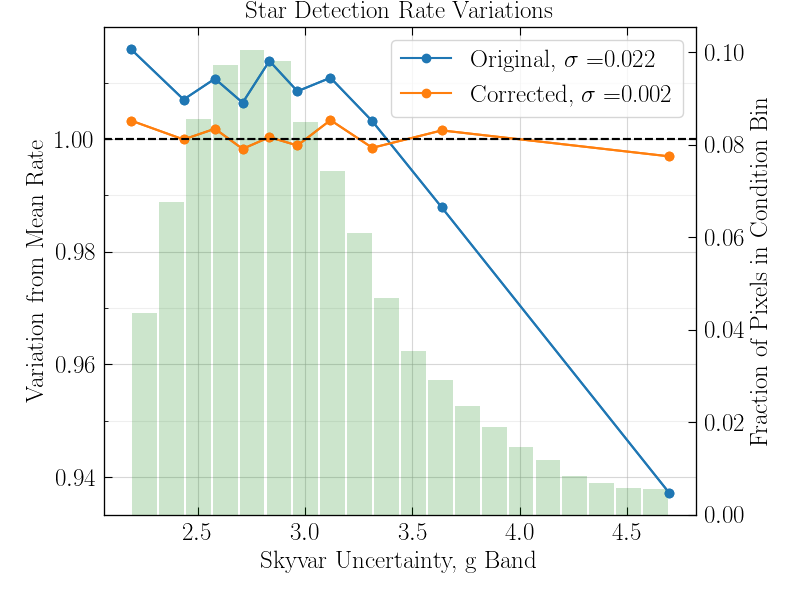 Star Detection Rate Variations
Original, σ =0.022
Corrected, σ =0.002
Variation from Mean Rate
1.00
0.98
0.96
0.94
0.10
0.08
0.06
0.04
0.02
0.00
Fraction of Pixels in Condition Bin
2.5 3.0 3.5 4.0 4.5
Skyvar Uncertainty, g Band